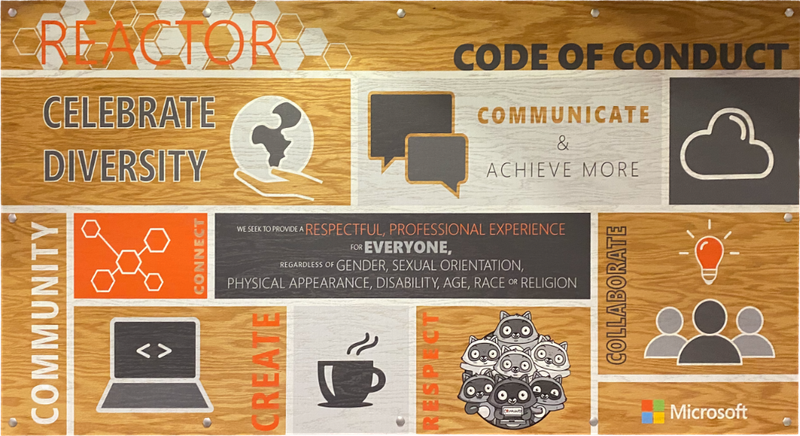 REACTOR
CODE OF CONDUCT
CELEBRATE
DIVERSITY
COMMUNICATE
&
ACHIEVE MORE
COMMUNITY
CONNECT
WE SEEK TO PROVIDE A RESPECTFUL, PROFESSIONAL EXPERIENCE
FOR EVERYONE,
REGARDLESS OF GENDER, SEXUAL ORIENTATION,
PHYSICAL APPEARANCE, DISABILITY, AGE, RACE OR RELIGION
COLLABORATE
< >
CREATE
RESPECT
Microsoft